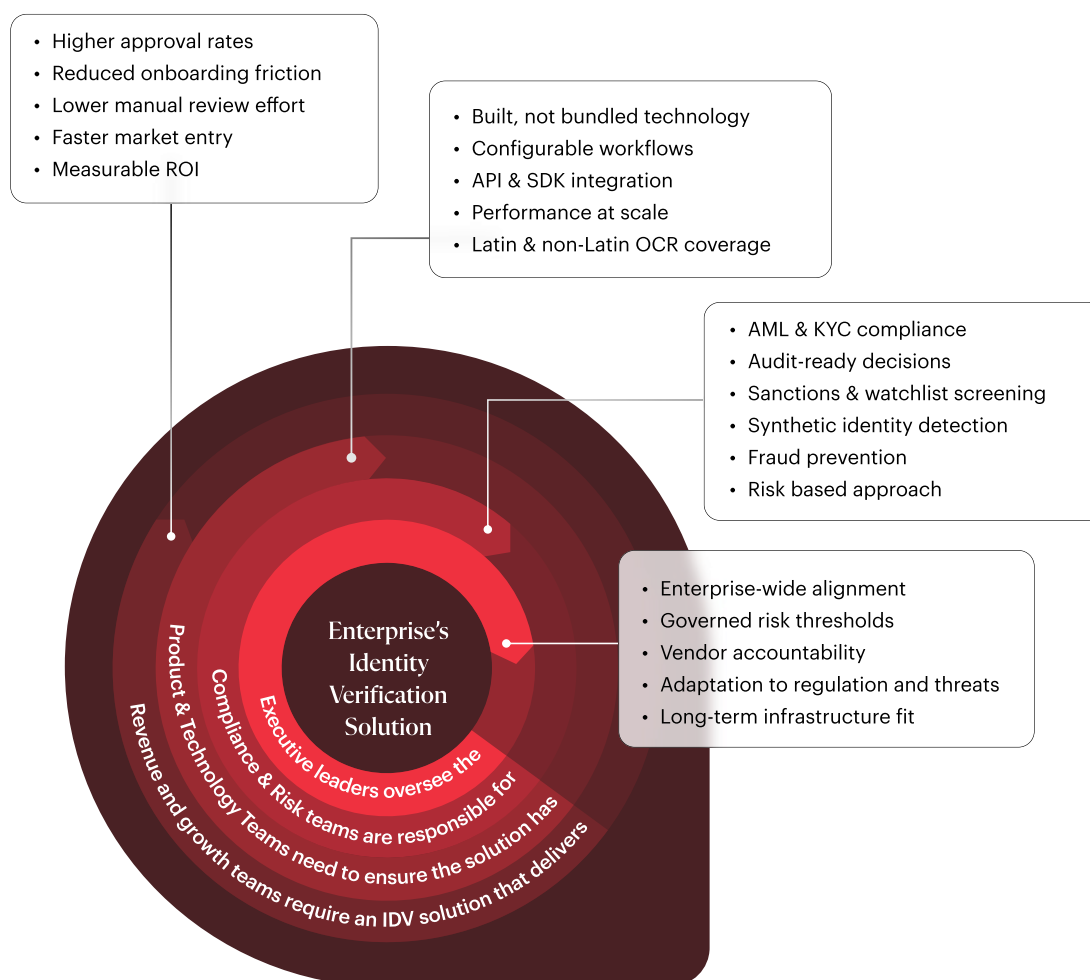 • Higher approval rates
• Reduced onboarding friction
• Lower manual review effort
• Faster market entry
• Measurable ROI
• Built, not bundled technology
• Configurable workflows
• API & SDK integration
• Performance at scale
• Latin & non-Latin OCR coverage
• AML & KYC compliance
• Audit-ready decisions
• Sanctions & watchlist screening
• Synthetic identity detection
• Fraud prevention
• Risk based approach
• Enterprise-wide alignment
• Governed risk thresholds
• Vendor accountability
• Adaptation to regulation and threats
• Long-term infrastructure fit
Enterprise’s
Identity
Verification
Solution
Executive leaders oversee the
Compliance & Risk teams are responsible for
Product & Technology Teams need to ensure the solution has
Revenue and growth teams require an IDV solution that delivers